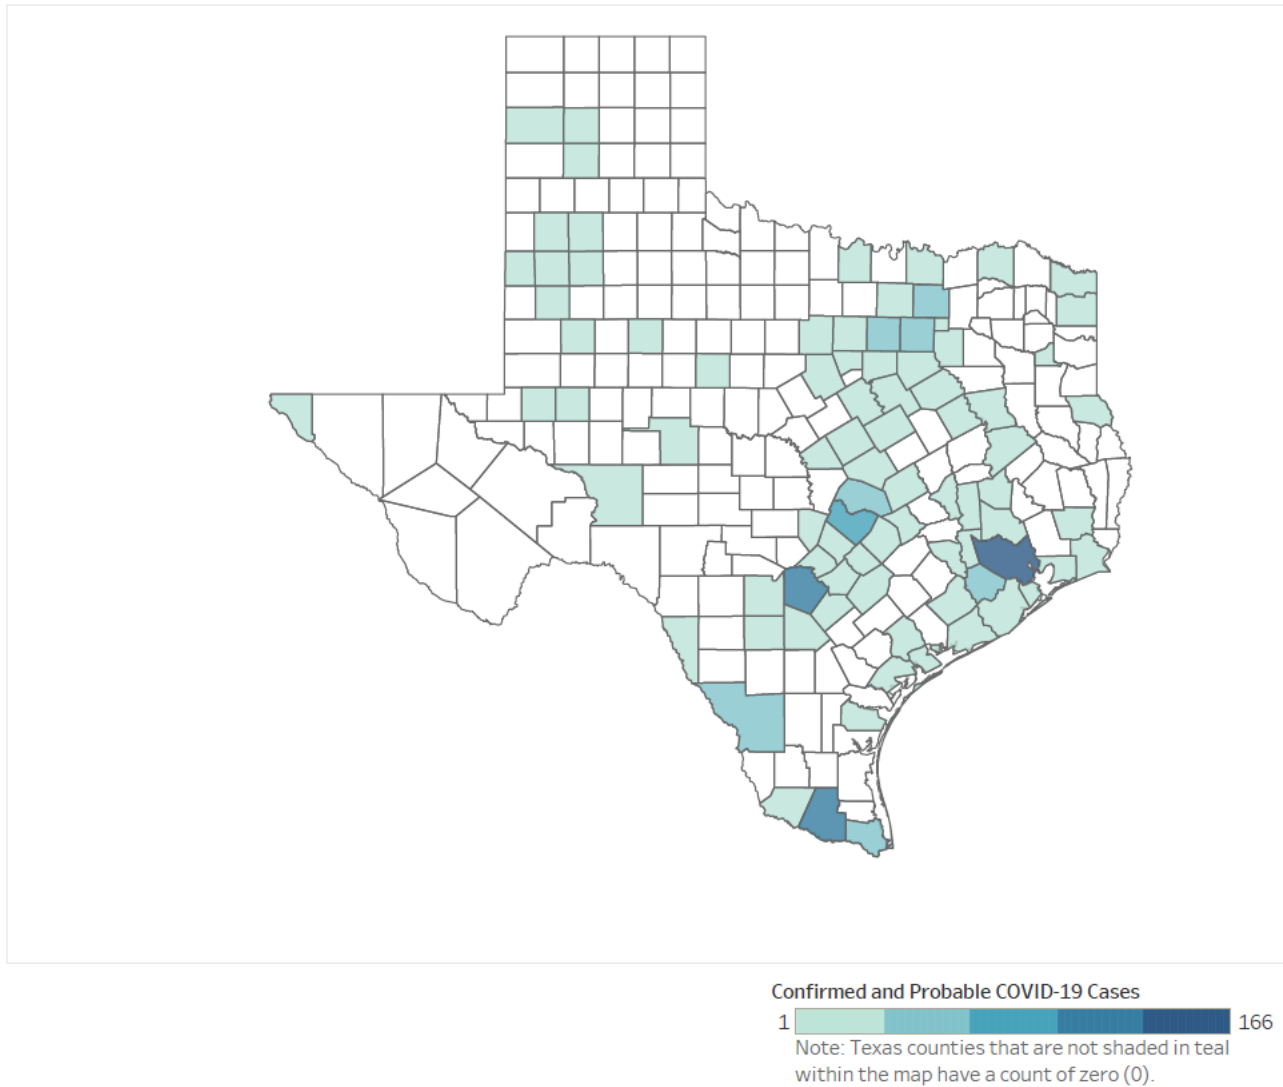 Confirmed and Probable COVID-19 Cases
1 166
Note: Texas counties that are not shaded in teal
within the map have a count of zero (0).